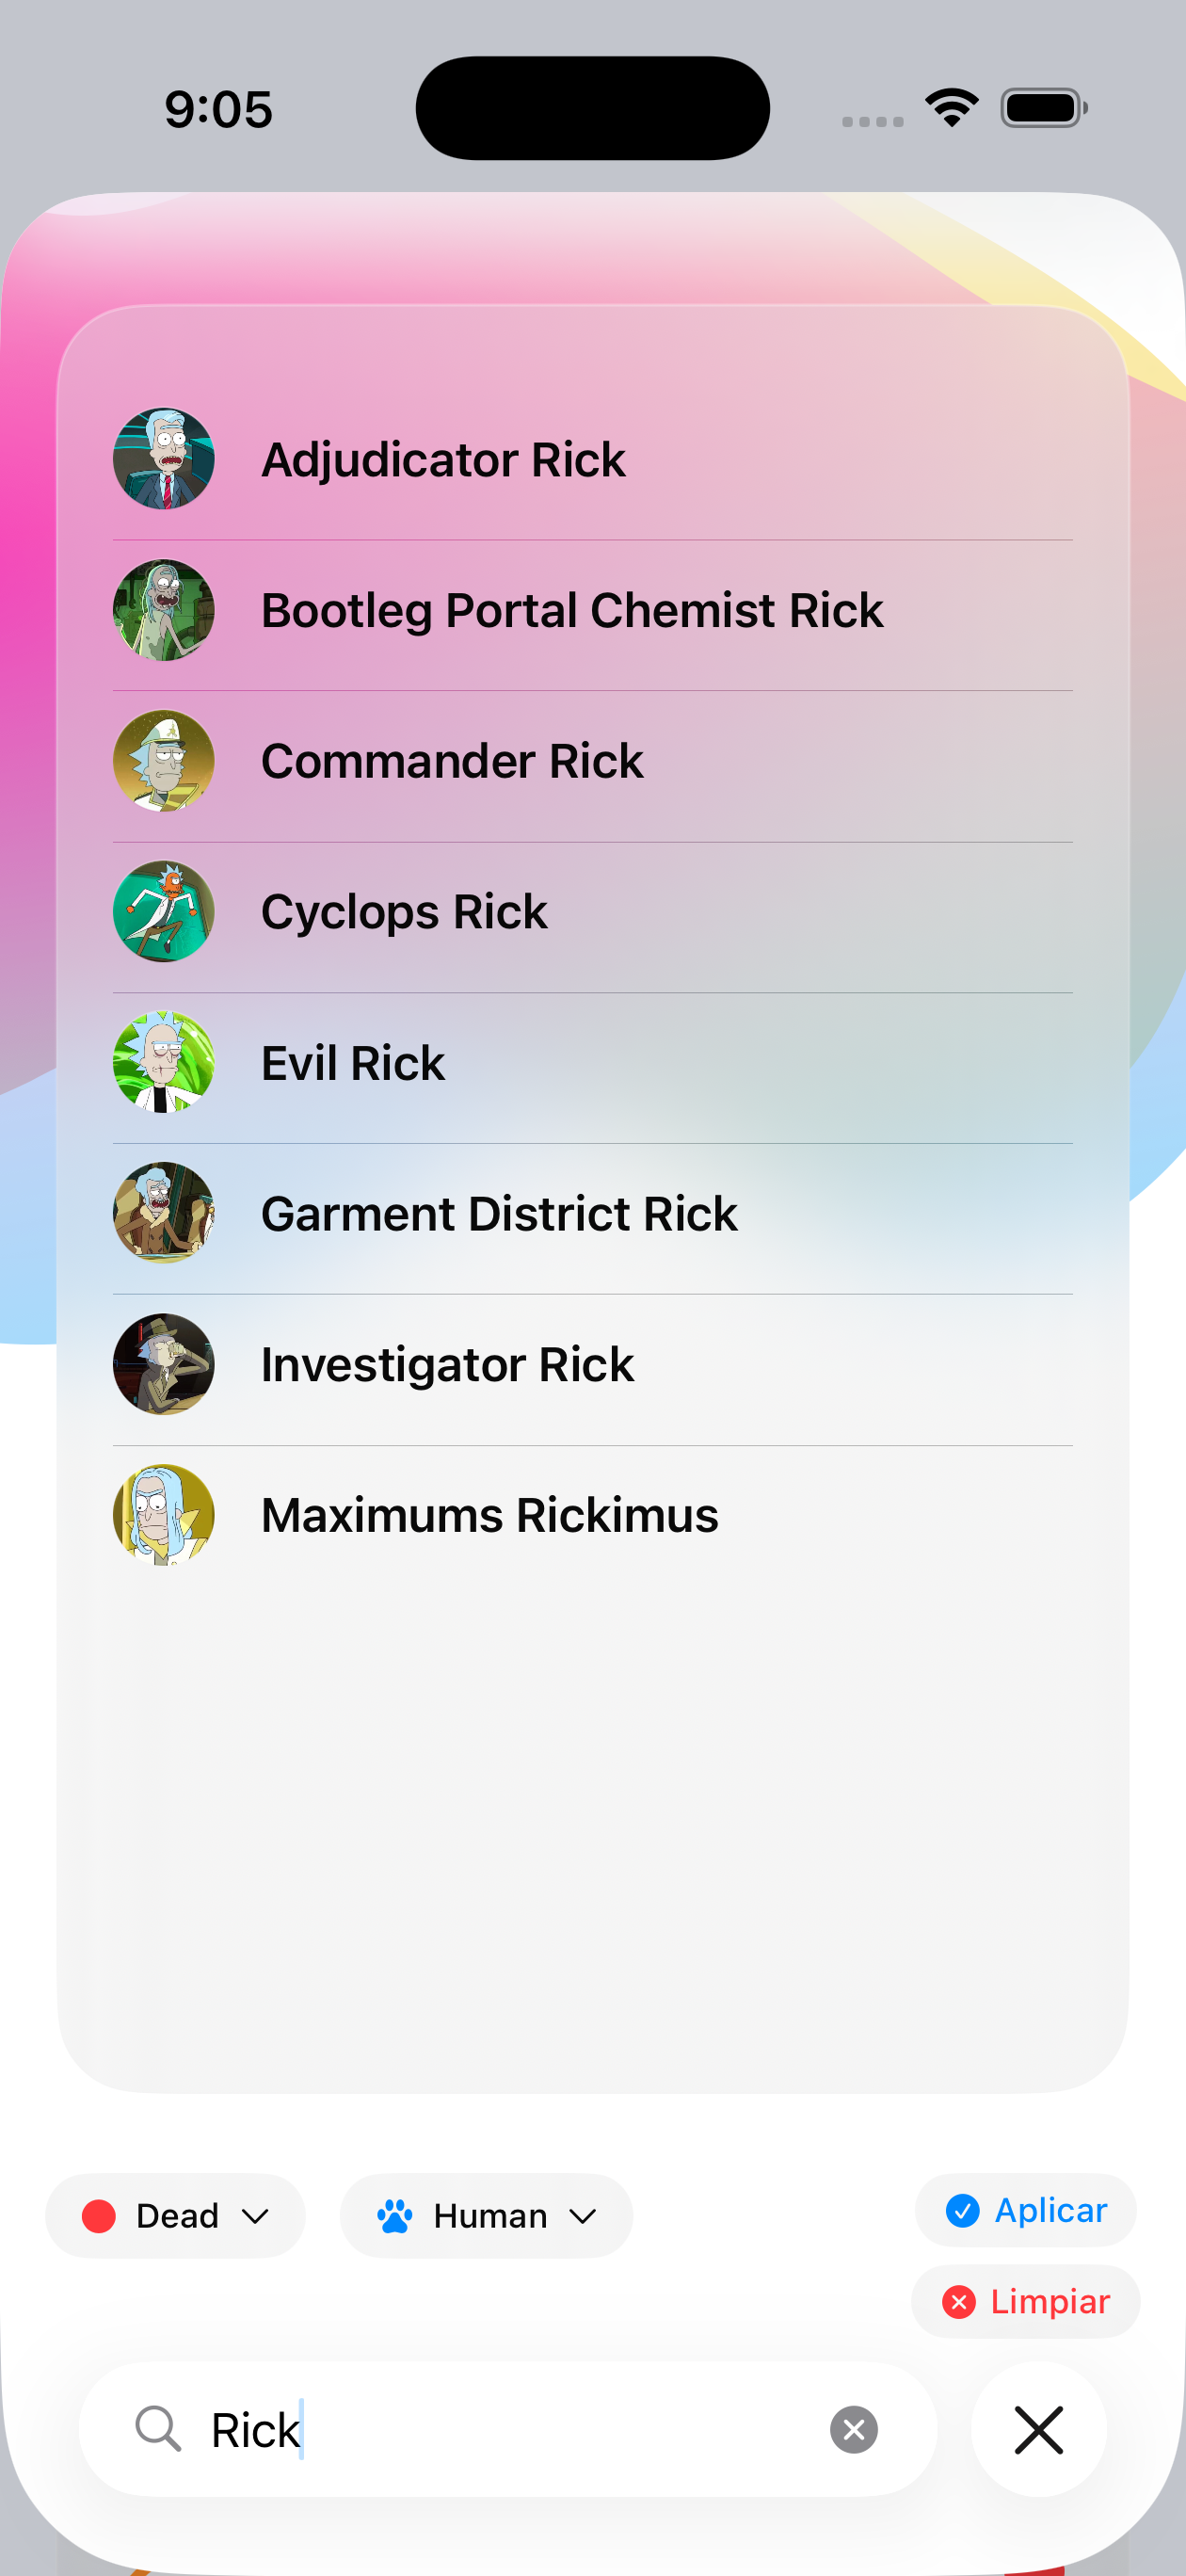 9:05
Adjudicator Rick
Bootleg Portal Chemist Rick
Commander Rick
Cyclops Rick
Evil Rick
Garment District Rick
Investigator Rick
Maximums Rickimus
Dead
Human
Aplicar
Limpiar
Rick